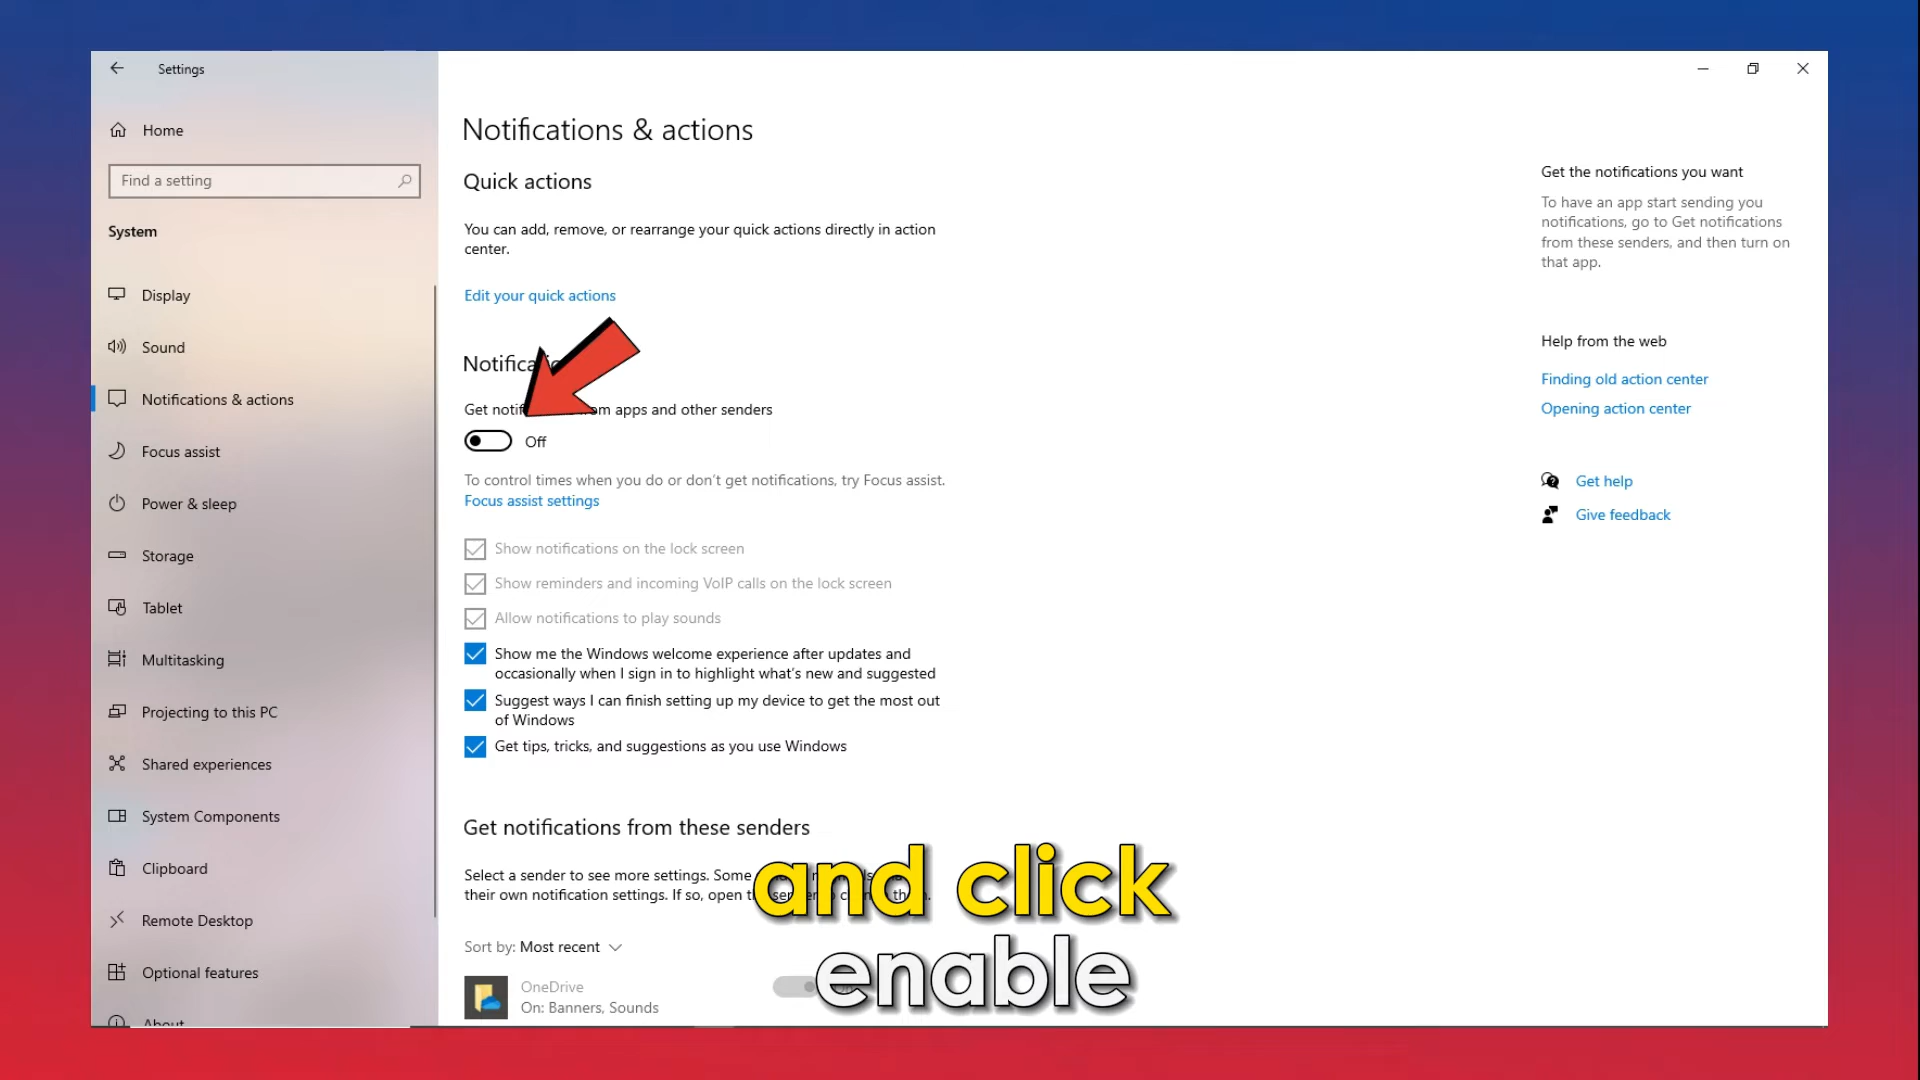 Settings
Home
Find a setting
System
Display
Sound
Notifications & actions
Focus assist
Power & sleep
Storage
Tablet
Multitasking
Projecting to this PC
Shared experiences
System Components
Clipboard
Remote Desktop
Optional features
About
Notifications & actions
Quick actions
You can add, remove, or rearrange your quick actions directly in action
center.
Edit your quick actions
Get apps and other senders
Off
To control times when you do or don't get notifications, try Focus assist.
Focus assist settings
Show notifications on the lock screen
Show reminders and incoming VoIP calls on the lock screen
Allow notifications to play sounds
Show me the Windows welcome experience after updates and
occasionally when I sign in to highlight what's new and suggested
Suggest ways I can finish setting up my device to get the most out
of Windows
Get tips, tricks, and suggestions as you use Windows
Get notifications from these senders
Select a sender to see more settings. Some
their own notification settings. If so, open
and click
enable
Sort by: Most recent
OneDrive
On: Banners, Sounds
Get the notifications you want
To have an app start sending you
notifications, go to Get notifications
from these senders, and then turn on
that app.
Help from the web
Finding old action center
Opening action center
Get help
Give feedback